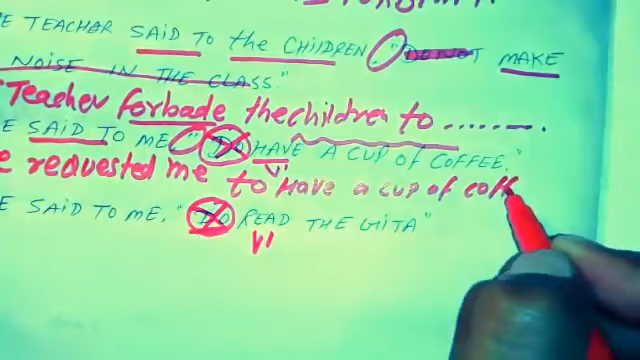 E TEACHER SAID TO THE CHILDREN. "DO NOT MAKE
NOISE IN THE CLASS."
Teacher forbade the children to ........
E SAID TO ME, "DO HAVE A CUP OF COFFEE."
V1
e requested me to Have a cup of coff
E SAID TO ME, "DO READ THE GITA"
V1